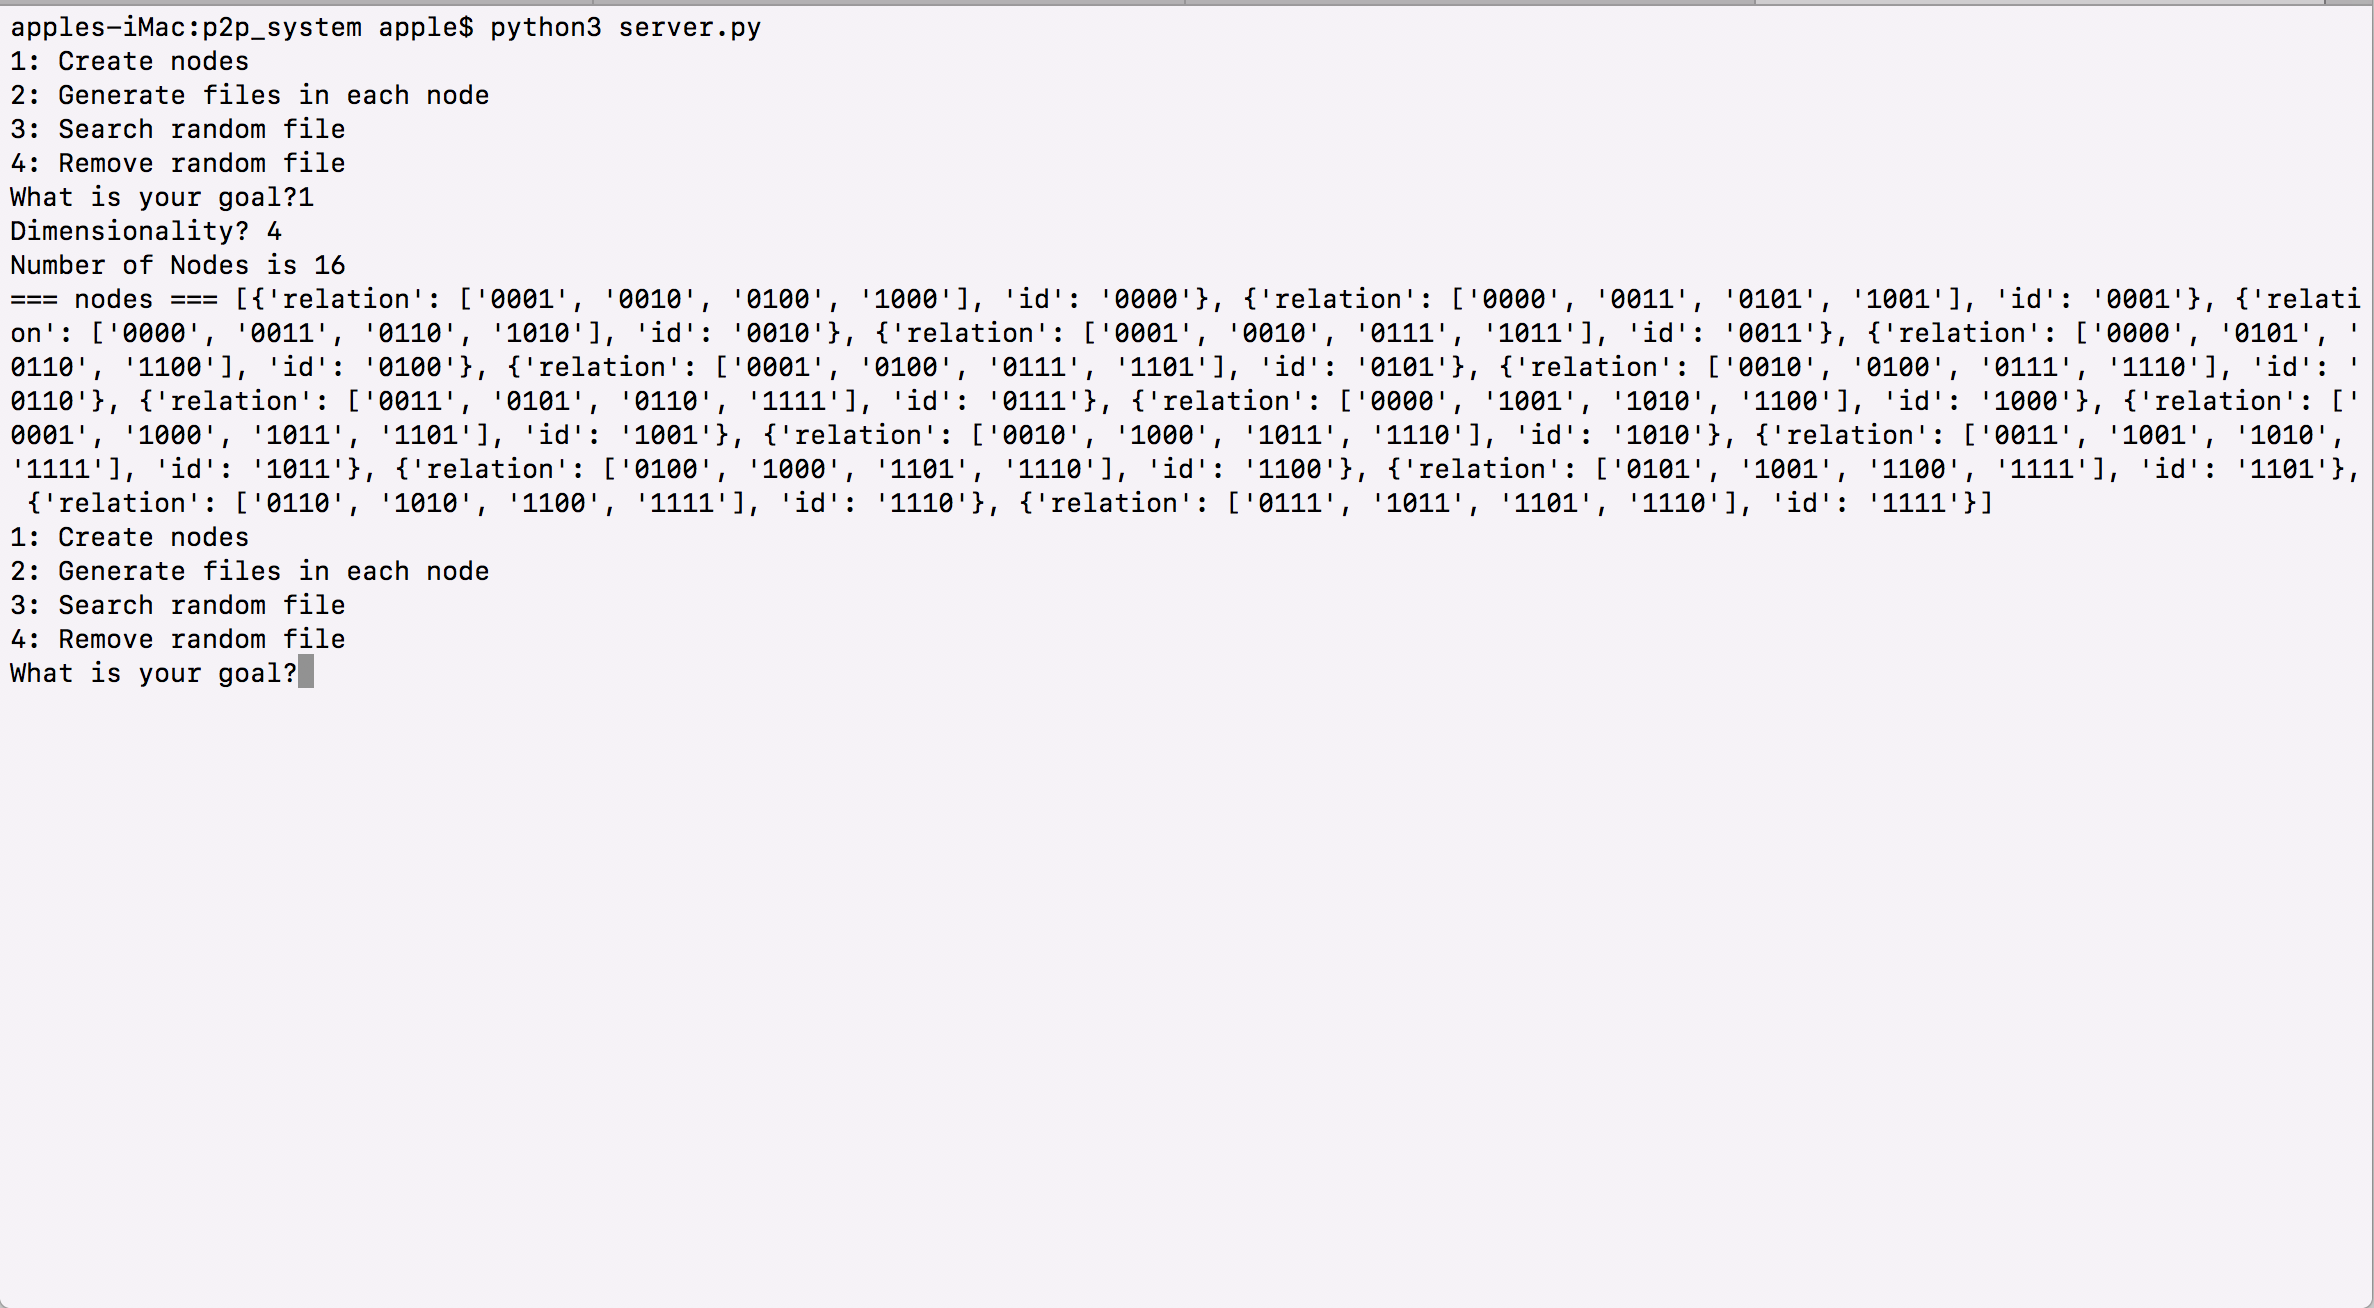 apples-iMac:p2p_system apple$ python3 server.py
1: Create nodes
2: Generate files in each node
3: Search random file
4: Remove random file
What is your goal?1
Dimensionality? 4
Number of Nodes is 16
=== nodes === [{'relation': ['0001', '0010', '0100', '1000'], 'id': '0000'}, {'relation': ['0000', '0011', '0101', '1001'], 'id': '0001'}, {'relati
on': ['0000', '0011', '0110', '1010'], 'id': '0010'}, {'relation': ['0001', '0010', '0111', '1011'], 'id': '0011'}, {'relation': ['0000', '0101', '
0110', '1100'], 'id': '0100'}, {'relation': ['0001', '0100', '0111', '1101'], 'id': '0101'}, {'relation': ['0010', '0100', '0111', '1110'], 'id': '
0110'}, {'relation': ['0011', '0101', '0110', '1111'], 'id': '0111'}, {'relation': ['0000', '1001', '1010', '1100'], 'id': '1000'}, {'relation': ['
0001', '1000', '1011', '1101'], 'id': '1001'}, {'relation': ['0010', '1000', '1011', '1110'], 'id': '1010'}, {'relation': ['0011', '1001', '1010',
'1111'], 'id': '1011'}, {'relation': ['0100', '1000', '1101', '1110'], 'id': '1100'}, {'relation': ['0101', '1001', '1100', '1111'], 'id': '1101'},
 {'relation': ['0110', '1010', '1100', '1111'], 'id': '1110'}, {'relation': ['0111', '1011', '1101', '1110'], 'id': '1111'}]
1: Create nodes
2: Generate files in each node
3: Search random file
4: Remove random file
What is your goal?